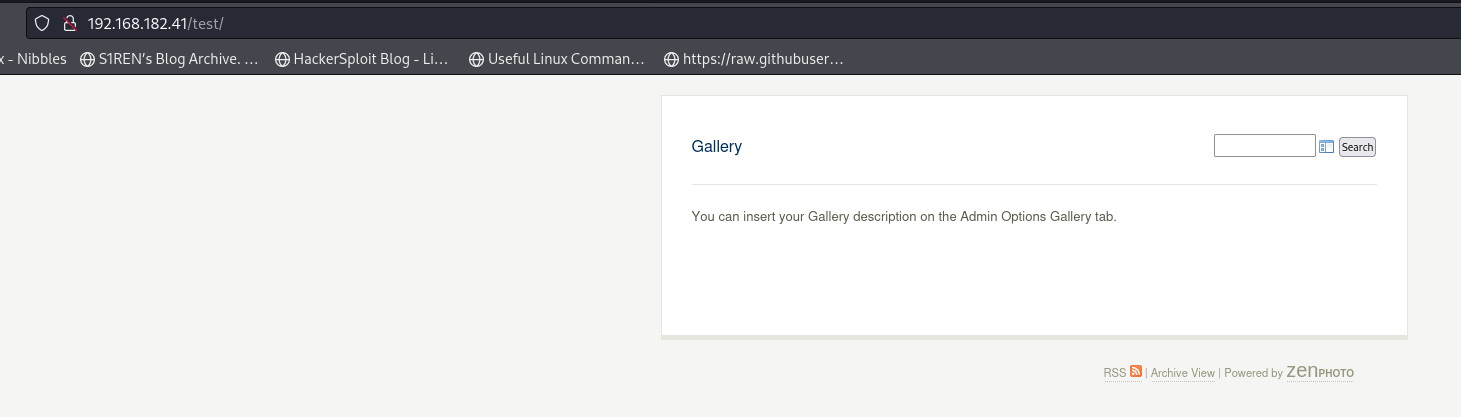 192.168.182.41/test/
x - Nibbles S1REN's Blog Archive. … HackerSploit Blog - Li… Useful Linux Comman… https://raw.githubuser…
Gallery Search
You can insert your Gallery description on the Admin Options Gallery tab.
RSS | Archive View | Powered by zenPHOTO